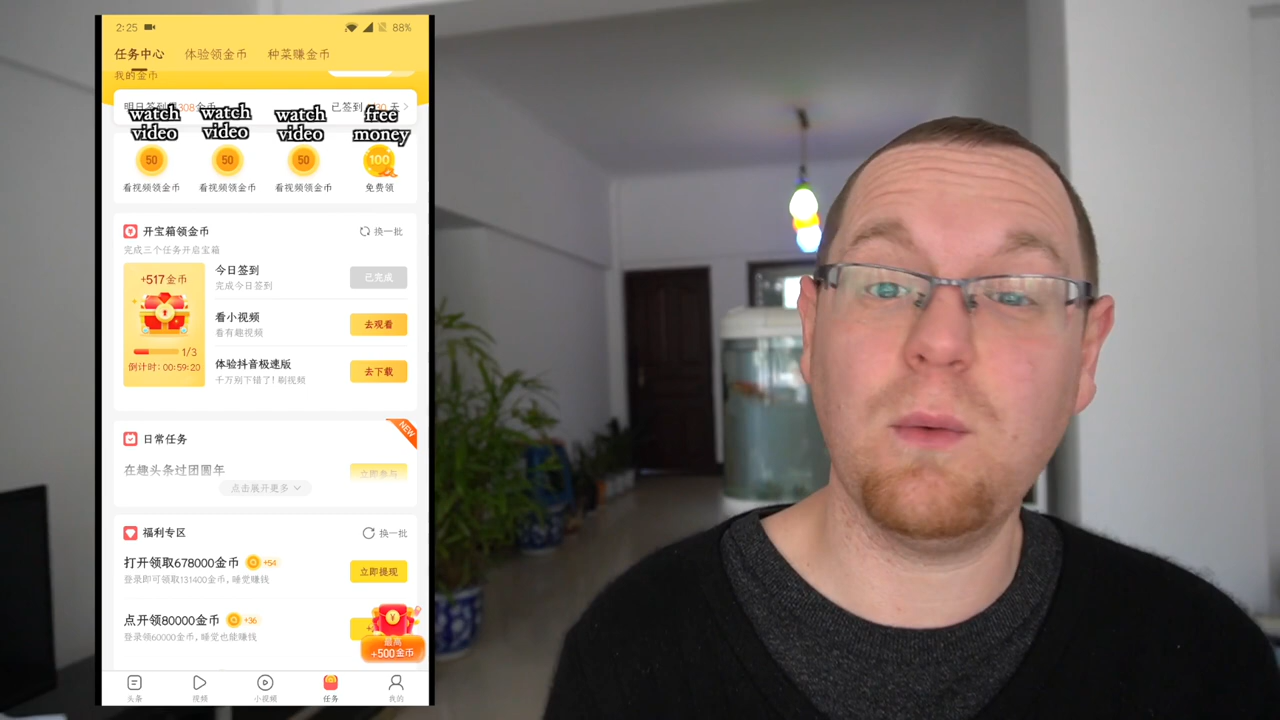 2:25
88%
任务中心 体验领金币 种菜赚金币
我的金币
已签到
watch video
watch video
watch video
free money
50
50
50
100
看视频领金币
看视频领金币
看视频领金币
免费领
开宝箱领金币
换一批
完成三个任务开启宝箱
+517金币
1/3
倒计时: 00:59:20
今日签到
完成今日签到
已完成
看小视频
看有趣视频
去观看
体验抖音极速版
千万别下错了! 刷视频
去下载
NEW
日常任务
在趣头条过团圆年
立即参与
点击展开更多
福利专区
换一批
打开领取678000金币
+54
登录即可领取131400金币, 睡觉赚钱
立即提现
点开领80000金币
+36
登录领60000金币, 睡觉也能赚钱
最高
+500金币
头条
视频
小视频
任务
我的